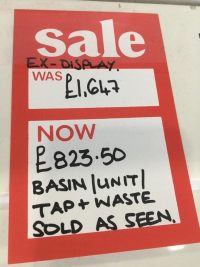 sale
EX-DISPLAY.
WAS £1,647
NOW
£823.50
BASIN/UNIT/
TAP + WASTE
SOLD AS SEEN.